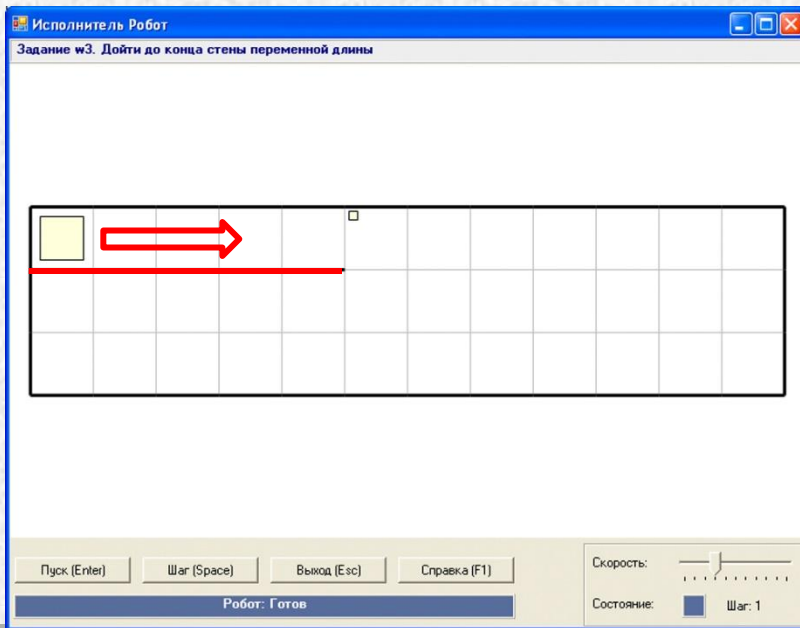 Исполнитель Робот
Задание w3. Дойти до конца стены переменной длины
Пуск (Enter)
Шаг (Space)
Выход (Esc)
Справка (F1)
Скорость:
Робот: Готов
Состояние:
Шаг: 1